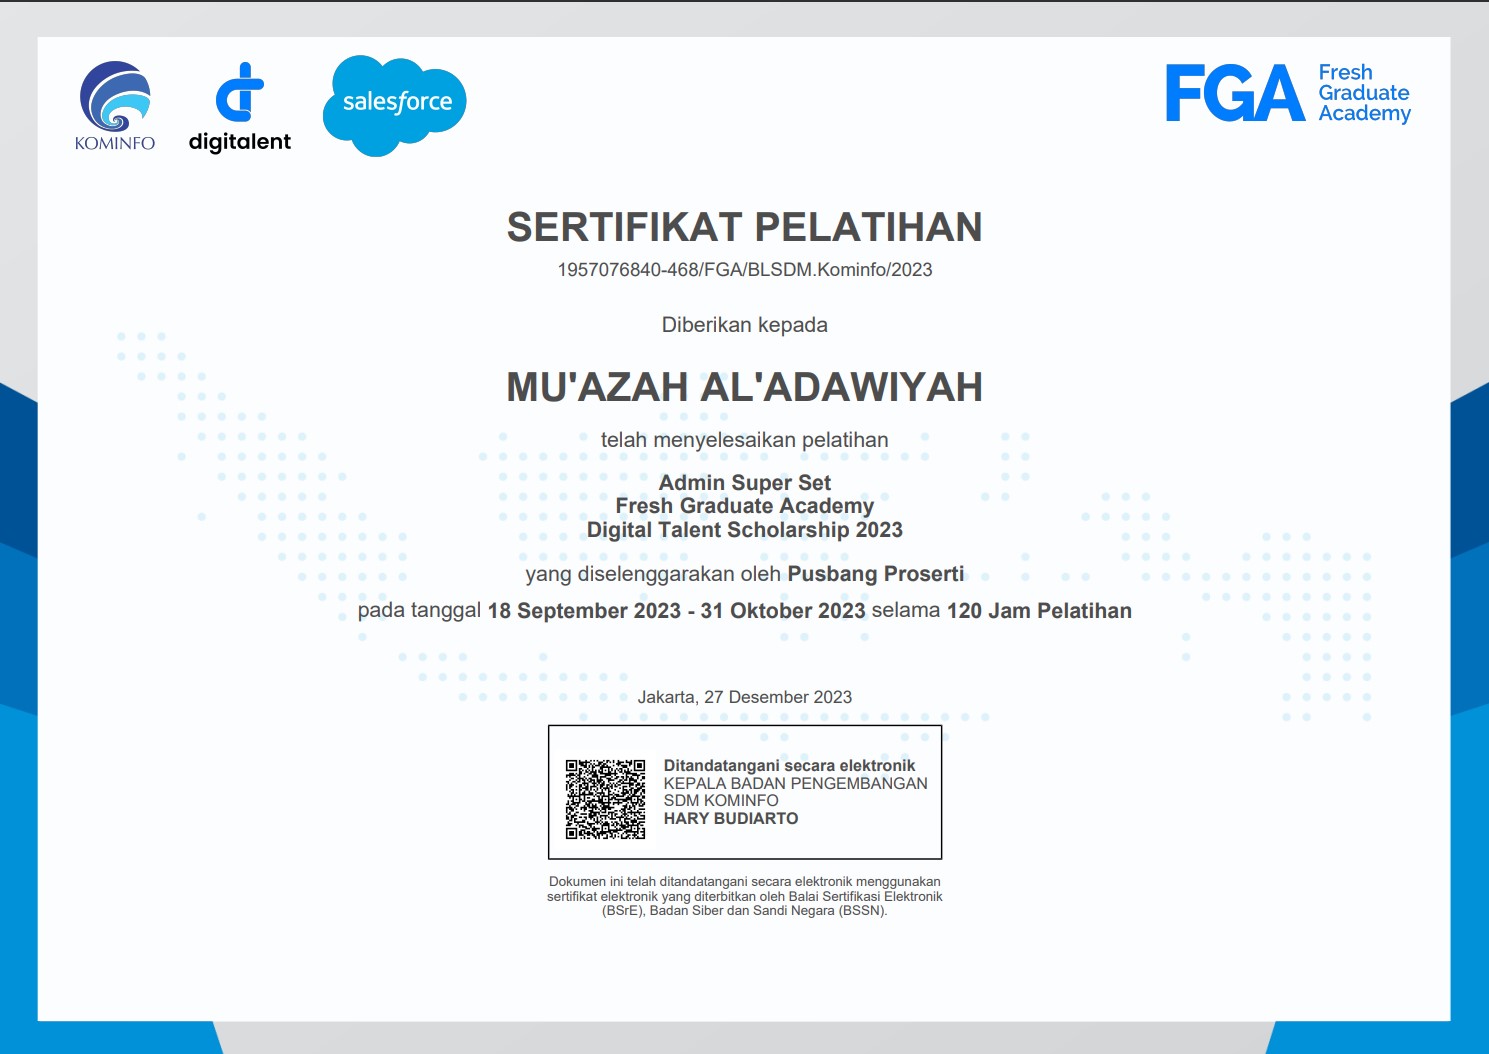 KOMINFO
digitalent
salesforce
FGA
Fresh
Graduate
Academy
SERTIFIKAT PELATIHAN
1957076840-468/FGA/BLSDM.Kominfo/2023
Diberikan kepada
MU'AZAH AL'ADAWIYAH
telah menyelesaikan pelatihan
Admin Super Set
Fresh Graduate Academy
Digital Talent Scholarship 2023
yang diselenggarakan oleh Pusbang Proserti
pada tanggal 18 September 2023 - 31 Oktober 2023 selama 120 Jam Pelatihan
Jakarta, 27 Desember 2023
Ditandatangani secara elektronik
KEPALA BADAN PENGEMBANGAN
SDM KOMINFO
HARY BUDIARTO
Dokumen ini telah ditandatangani secara elektronik menggunakan
sertifikat elektronik yang diterbitkan oleh Balai Sertifikasi Elektronik
(BSrE), Badan Siber dan Sandi Negara (BSSN).